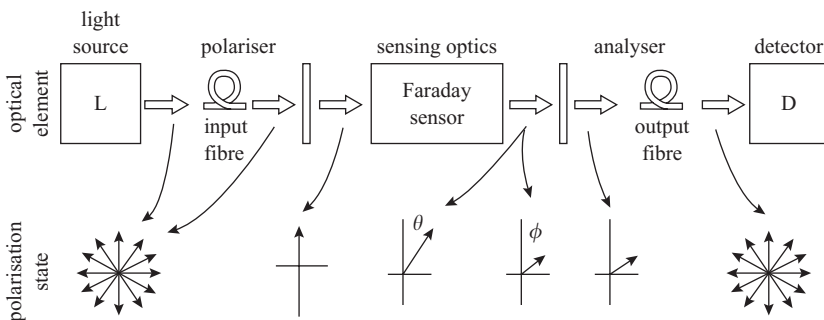 light
source
polariser
sensing optics
analyser
detector
optical
element
L
input
fibre
Faraday
sensor
output
fibre
D
polarisation
state
θ
ϕ